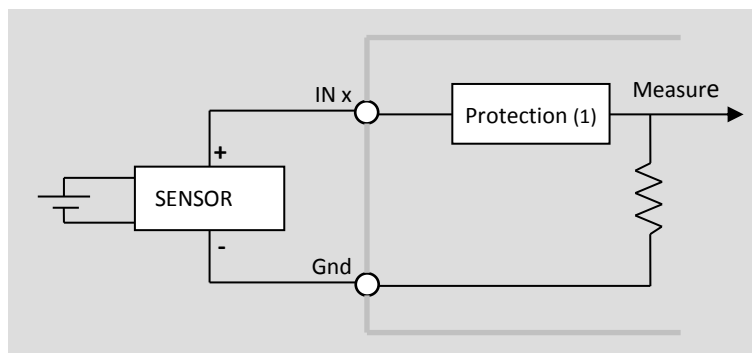 IN x
Protection (1)
Measure
+
SENSOR
-
Gnd